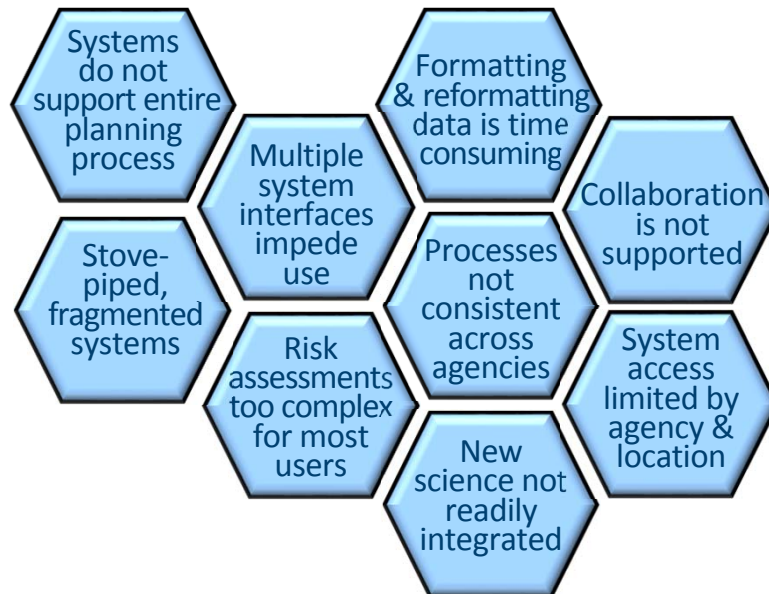 Systems
do not
support entire
planning
process
Formatting
& reformatting
data is time
consuming
Multiple
system
interfaces
impede
use
Collaboration
is not
supported
Stove-
piped,
fragmented
systems
Processes
not
consistent
across
agencies
Risk
assessments
too complex
for most
users
System
access
limited by
agency &
location
New
science not
readily
integrated